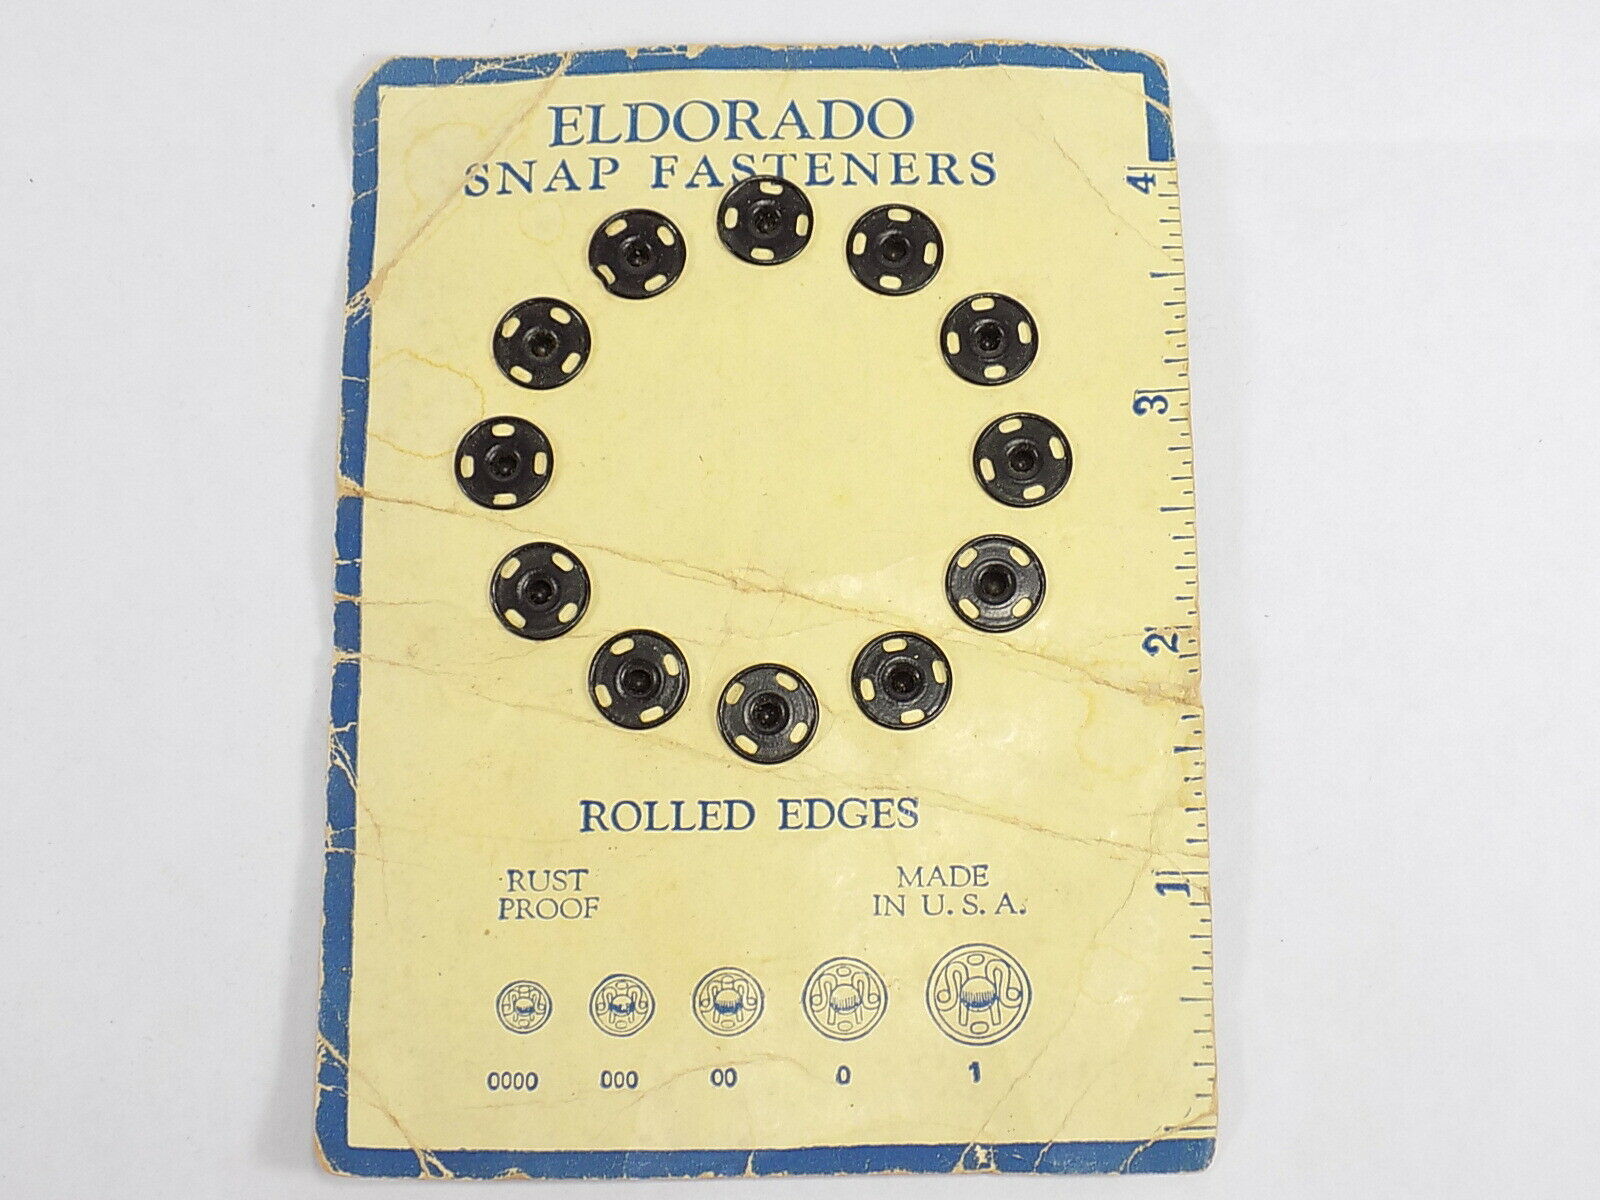 ELDORADO
SNAP FASTENERS
4
3
2
1
ROLLED EDGES
RUST
PROOF
MADE
IN U.S.A.
0000 000 00 0 1